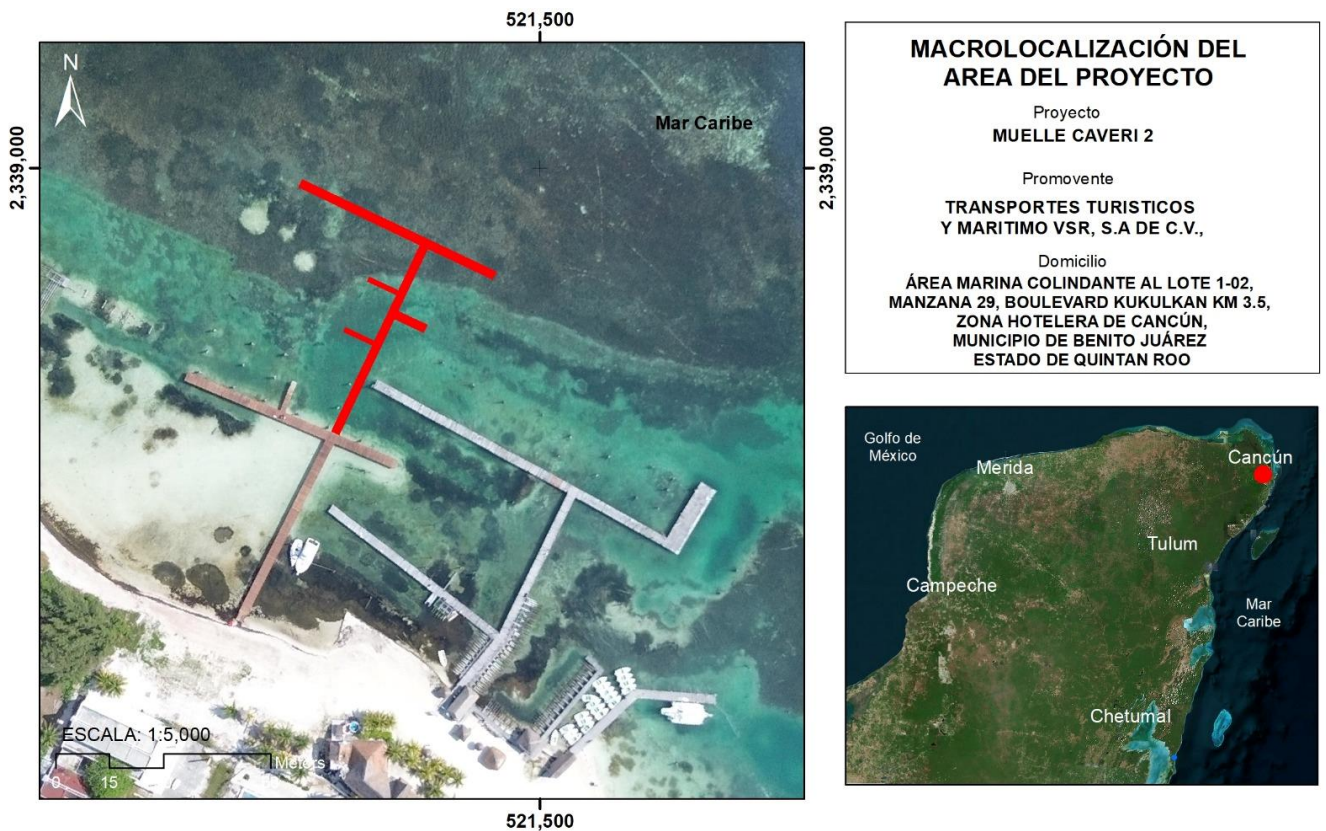 521,500
N
2,339,000
Mar Caribe
2,339,000
ESCALA: 1:5,000
Meters
0 15
521,500
MACROLOCALIZACIÓN DEL
AREA DEL PROYECTO
Proyecto
MUELLE CAVERI 2
Promovente
TRANSPORTES TURISTICOS
Y MARITIMO VSR, S.A DE C.V.,
Domicilio
ÁREA MARINA COLINDANTE AL LOTE 1-02,
MANZANA 29, BOULEVARD KUKULKAN KM 3.5,
ZONA HOTELERA DE CANCÚN,
MUNICIPIO DE BENITO JUÁREZ
ESTADO DE QUINTAN ROO
Golfo de
México
Merida
Cancún
Tulum
Campeche
Mar
Caribe
Chetumal